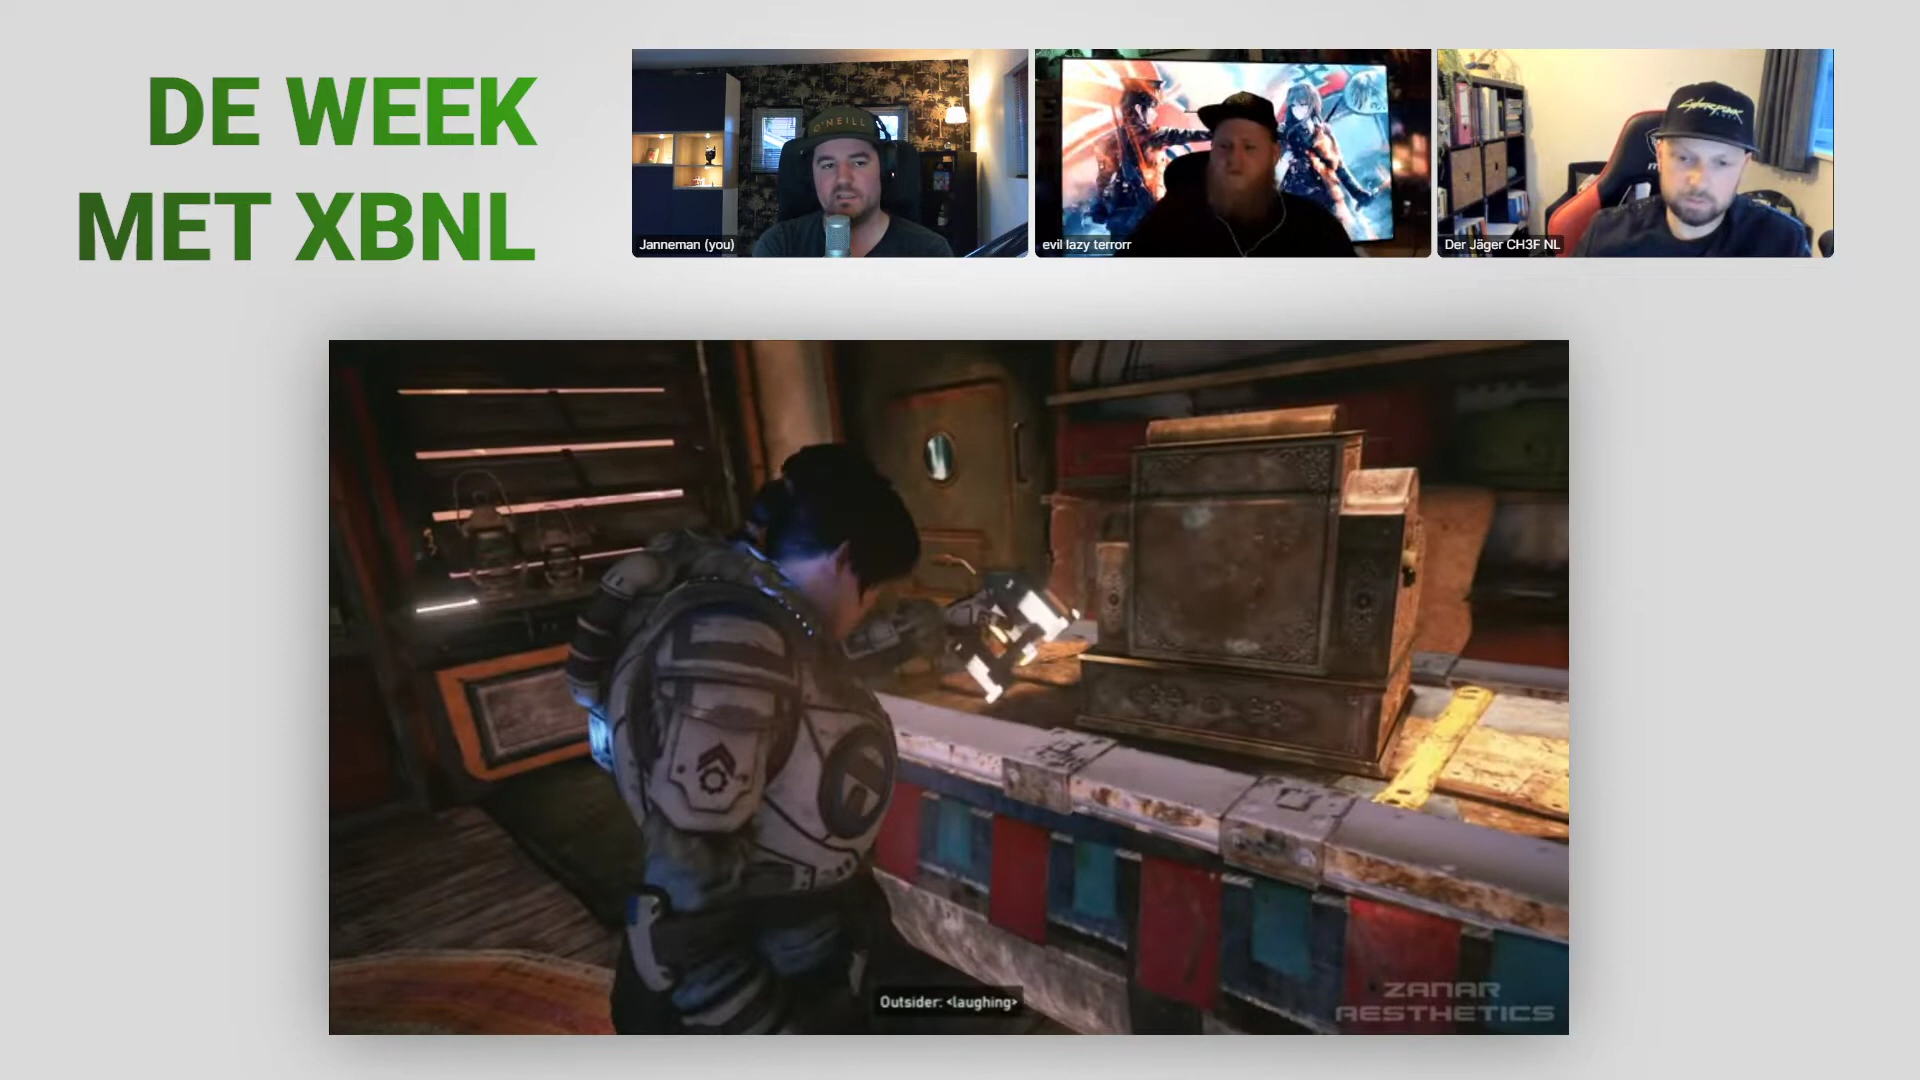 DE WEEK
MET XBNL
O'NEILL
Janneman (you)
evil lazy terrorr
Der Jäger CH3F NL
Outsider: <laughing>
ZANAR
AESTHETICS